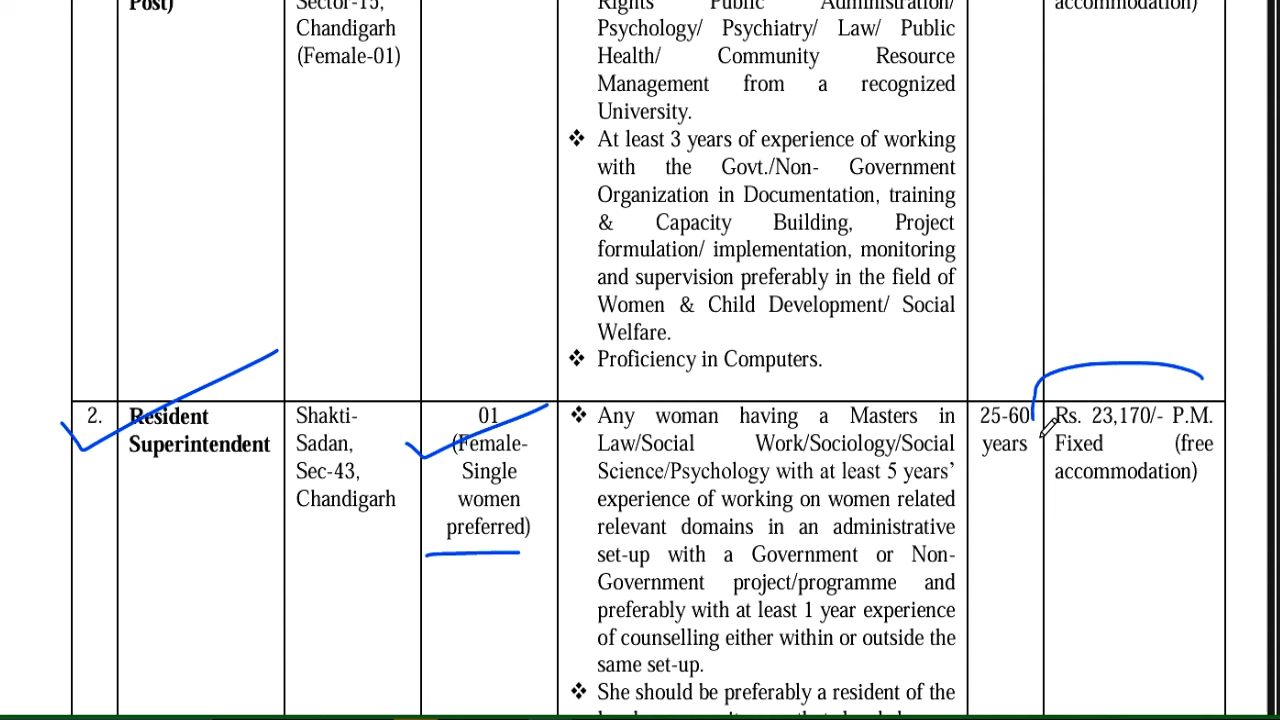 Post)
Sector-15,
Chandigarh
(Female-01)
Rights Public Administration/
Psychology/ Psychiatry/ Law/ Public
Health/ Community Resource
Management from a recognized
University.
❖ At least 3 years of experience of working
with the Govt./Non- Government
Organization in Documentation, training
& Capacity Building, Project
formulation/ implementation, monitoring
and supervision preferably in the field of
Women & Child Development/ Social
Welfare.
❖ Proficiency in Computers.
accommodation)
2.
Resident
Superintendent
Shakti-
Sadan,
Sec-43,
Chandigarh
01
(Female-
Single
women
preferred)
❖ Any woman having a Masters in
Law/Social Work/Sociology/Social
Science/Psychology with at least 5 years’
experience of working on women related
relevant domains in an administrative
set-up with a Government or Non-
Government project/programme and
preferably with at least 1 year experience
of counselling either within or outside the
same set-up.
❖ She should be preferably a resident of the
25-60
years
Rs. 23,170/- P.M.
Fixed (free
accommodation)